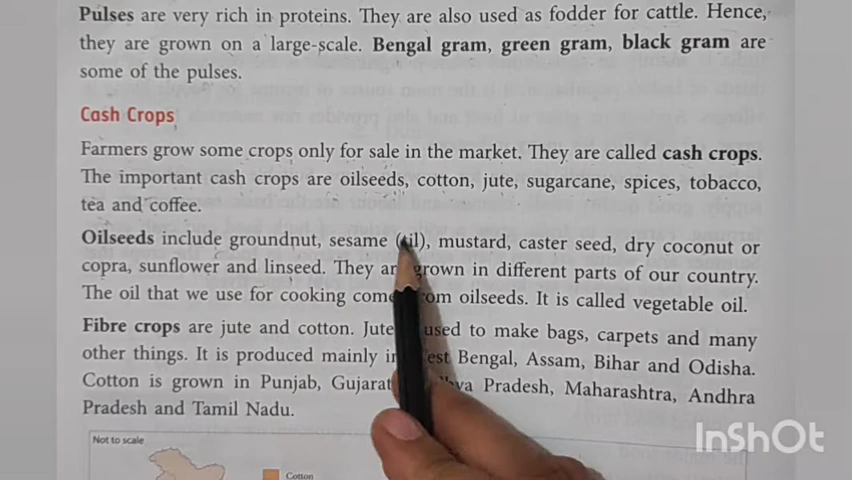 Pulses are very rich in proteins. They are also used as fodder for cattle. Hence,
they are grown on a large-scale. Bengal gram, green gram, black gram are
some of the pulses.
Cash Crops
Farmers grow some crops only for sale in the market. They are called cash crops.
The important cash crops are oilseeds, cotton, jute, sugarcane, spices, tobacco,
tea and coffee.
Oilseeds include groundnut, sesame mustard, caster seed, dry coconut or
copra, sunflower and linseed. They grown in different parts of our country.
The oil that we use for cooking oilseeds. It is called vegetable oil.
Fibre crops are jute and cotton. Jute used to make bags, carpets and many
other things. It is produced mainly Bengal, Assam, Bihar and Odisha.
Cotton is grown in Punjab, Gujarat Pradesh, Maharashtra, Andhra
Pradesh and Tamil Nadu.
Not to scale
Cotton
InShOt